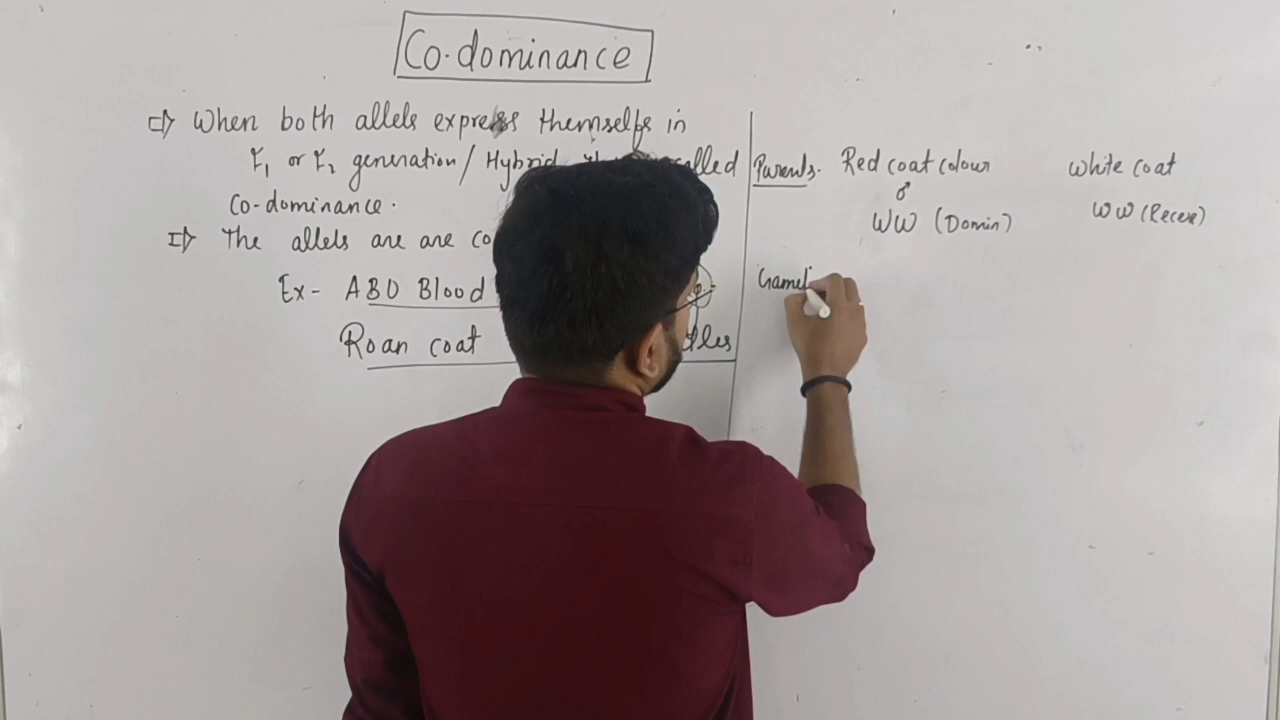 Co-dominance
⇒ When both allels express themselfs in
F₁ or F₂ generation / Hybrid called
Co-dominance.
⇒ The allels are are co
Ex- ABO Blood
Roan coat
Parents. Red coat colour White coat
♂
WW (Domin) ww (Recese)
Gamet